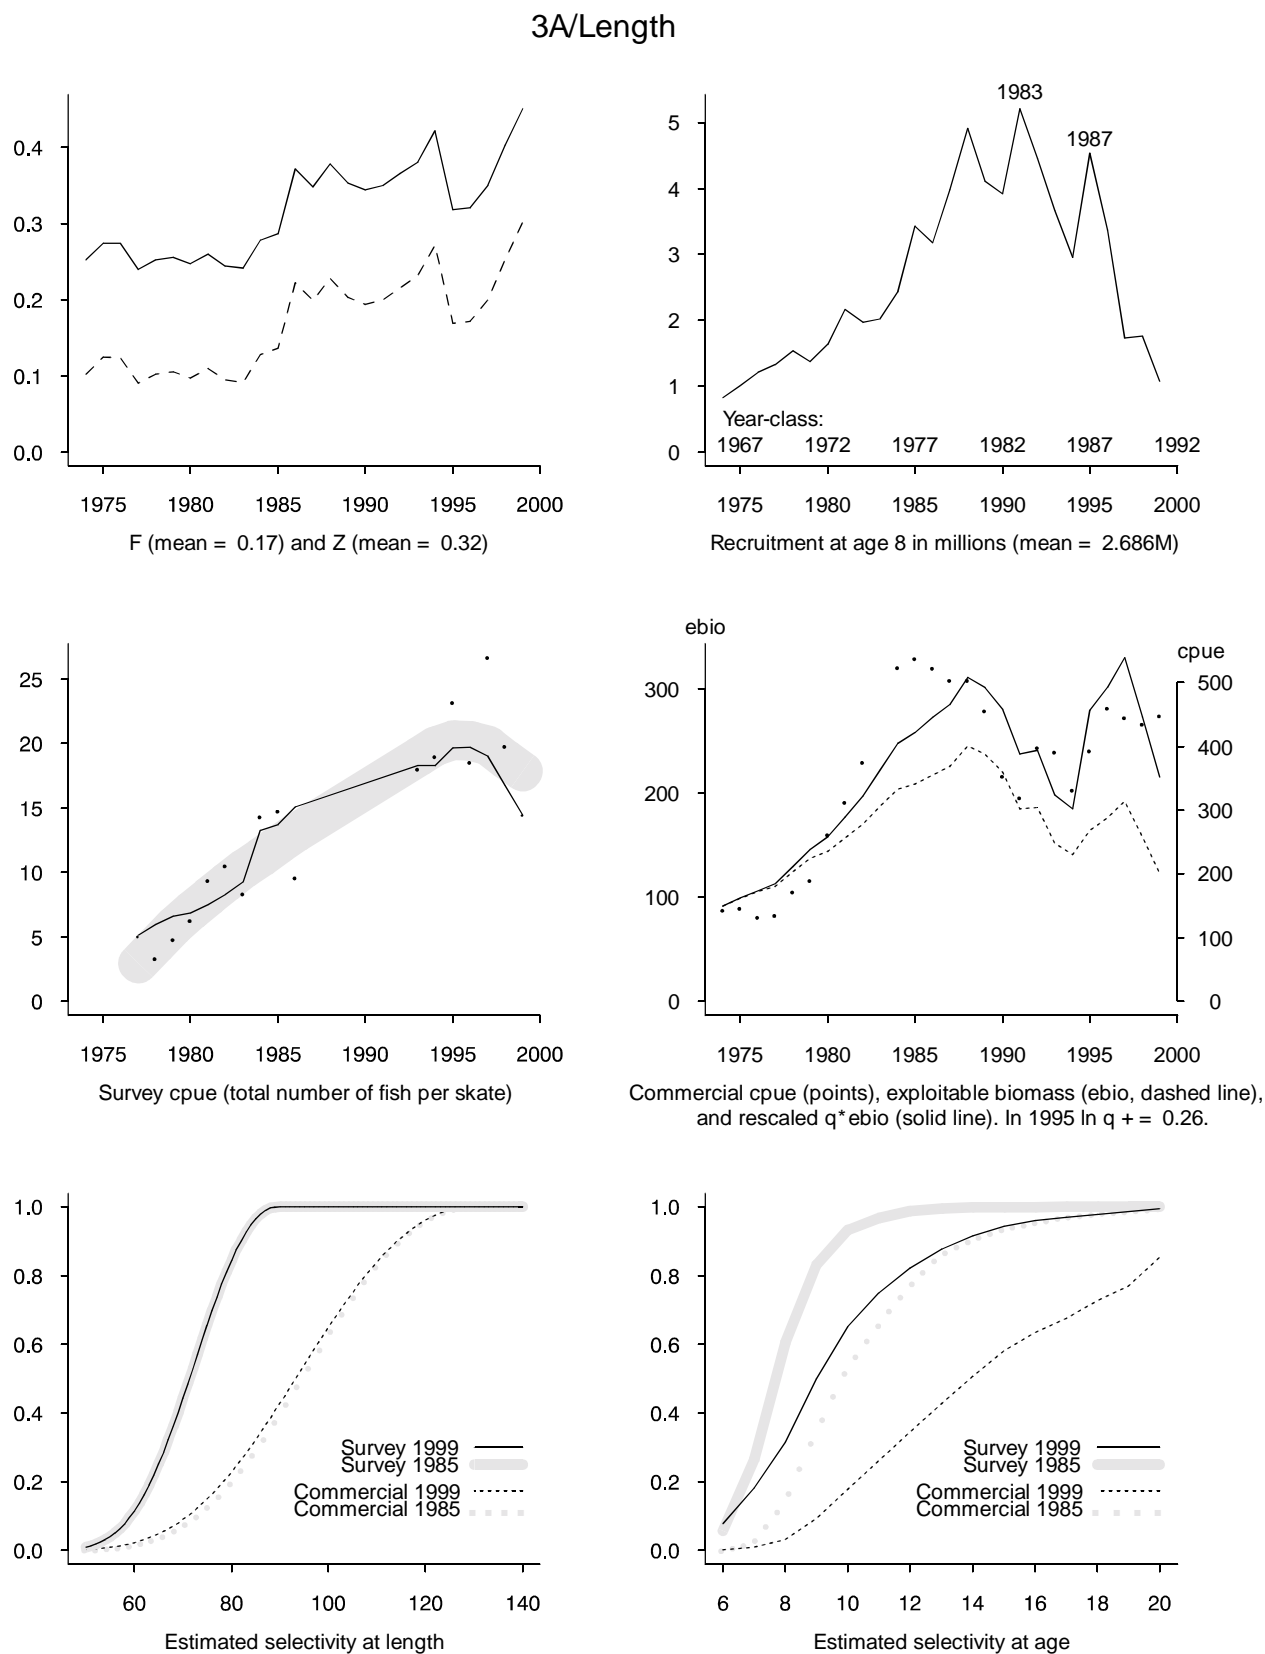 3A/Length
0.4
0.3
0.2
0.1
0.0
1975 1980 1985 1990 1995 2000
F (mean = 0.17) and Z (mean = 0.32)
5
4
3
2
1
0
1983
1987
Year-class:
1967 1972 1977 1982 1987 1992
1975 1980 1985 1990 1995 2000
Recruitment at age 8 in millions (mean = 2.686M)
25
20
15
10
5
0
1975 1980 1985 1990 1995 2000
Survey cpue (total number of fish per skate)
ebio
300
200
100
0
cpue
500
400
300
200
100
0
1975 1980 1985 1990 1995 2000
Commercial cpue (points), exploitable biomass (ebio, dashed line),
and rescaled q*ebio (solid line). In 1995 ln q + = 0.26.
1.0
0.8
0.6
0.4
0.2
0.0
Survey 1999
Survey 1985
Commercial 1999
Commercial 1985
60 80 100 120 140
Estimated selectivity at length
1.0
0.8
0.6
0.4
0.2
0.0
Survey 1999
Survey 1985
Commercial 1999
Commercial 1985
6 8 10 12 14 16 18 20
Estimated selectivity at age